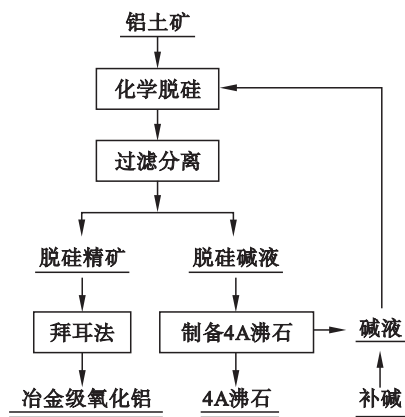 铝土矿
化学脱硅
过滤分离
脱硅精矿
脱硅碱液
拜耳法
制备4A沸石
碱液
冶金级氧化铝
4A沸石
补碱